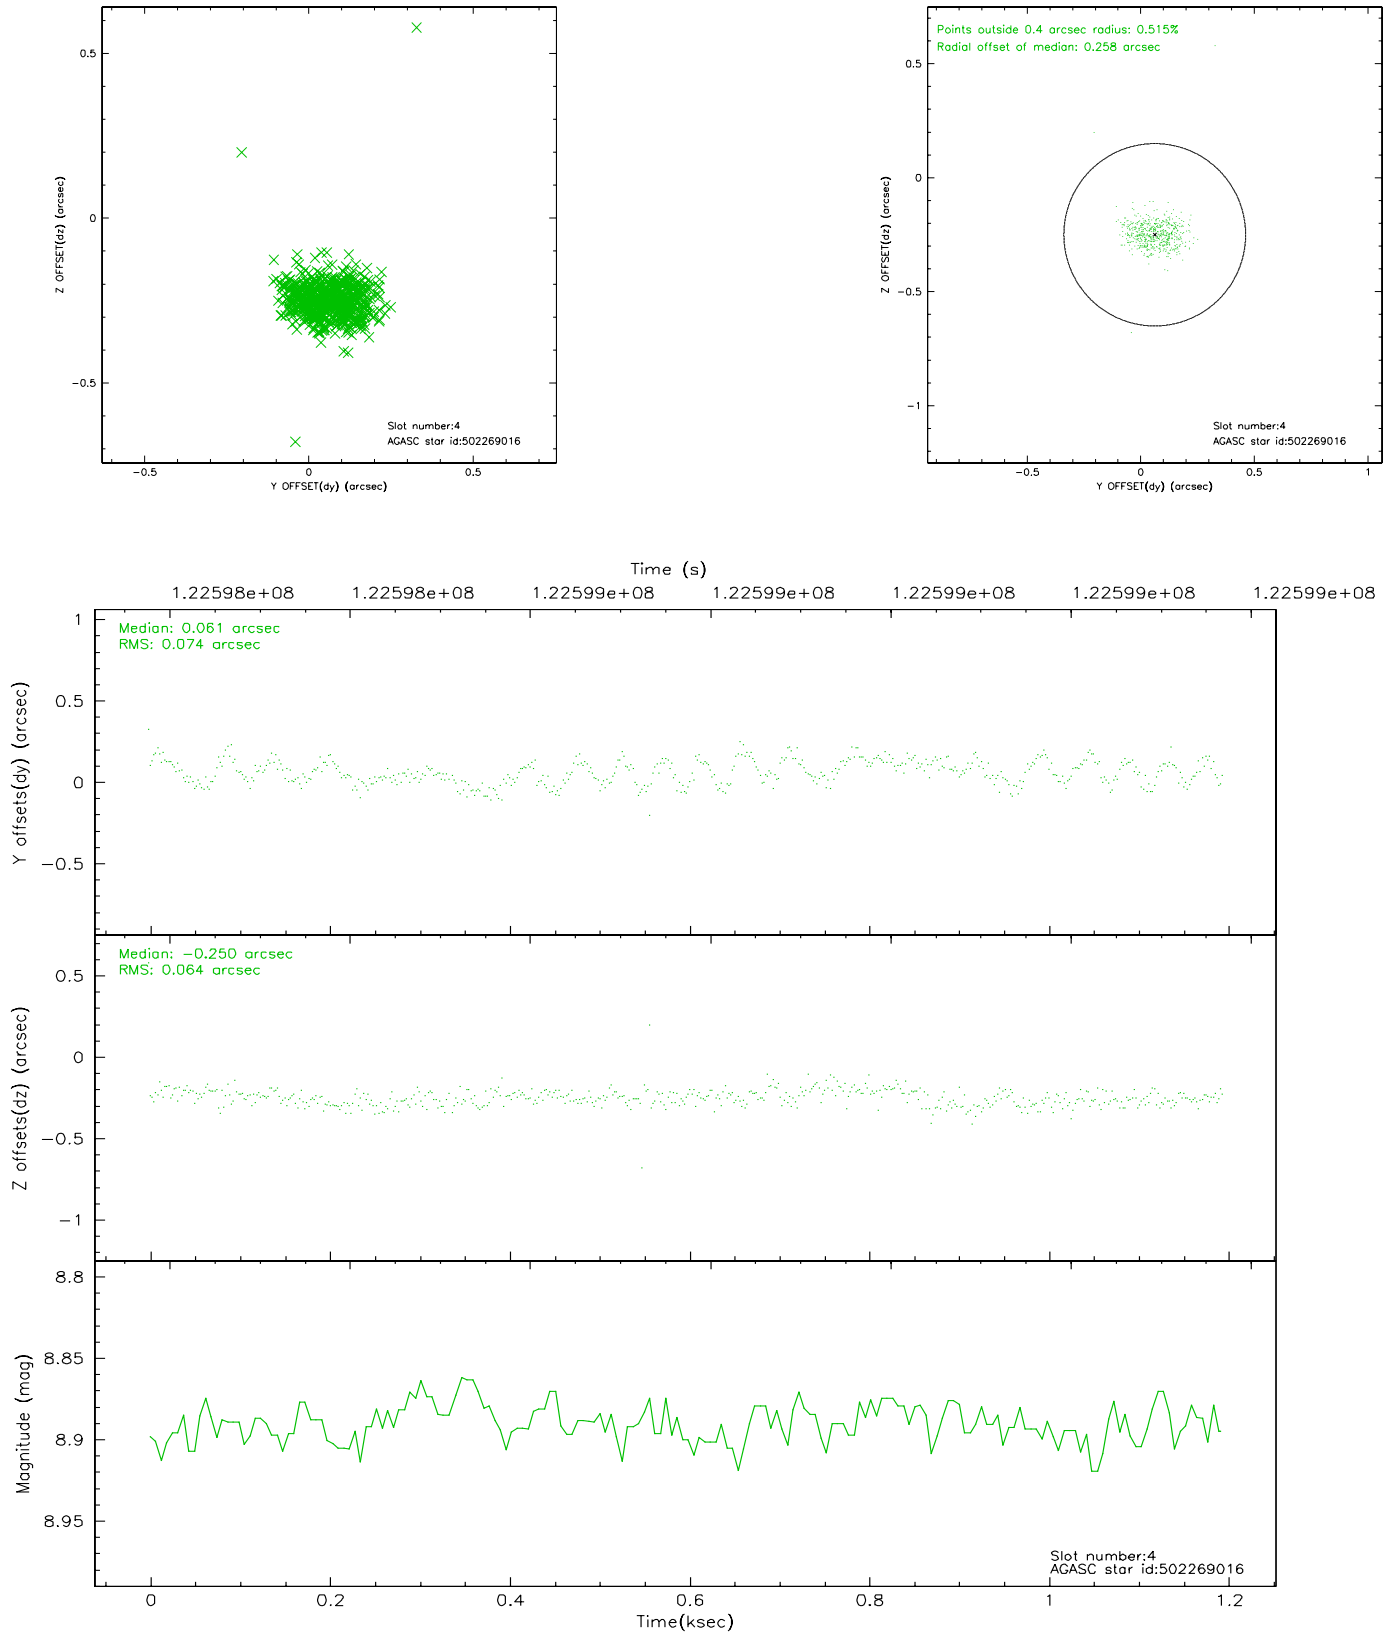 0.5
0
-0.5
Z OFFSET(dz) (arcsec)
Slot number:4
AGASC star id:502269016
-0.5
0
0.5
Y OFFSET(dy) (arcsec)
Points outside 0.4 arcsec radius: 0.515%
Radial offset of median: 0.258 arcsec
0.5
0
-0.5
-1
Z OFFSET(dz) (arcsec)
Slot number:4
AGASC star id:502269016
-0.5
0
0.5
1
Y OFFSET(dy) (arcsec)
Time (s)
1.22598e+08 1.22598e+08 1.22599e+08 1.22599e+08 1.22599e+08 1.22599e+08 1.22599e+08
Median: 0.061 arcsec
RMS: 0.074 arcsec
1
0.5
0
-0.5
Y offsets(dy) (arcsec)
Median: -0.250 arcsec
RMS: 0.064 arcsec
0.5
0
-0.5
-1
Z offsets(dz) (arcsec)
8.8
8.85
8.9
8.95
Magnitude (mag)
Slot number:4
AGASC star id:502269016
0 0.2 0.4 0.6 0.8 1 1.2
Time(ksec)